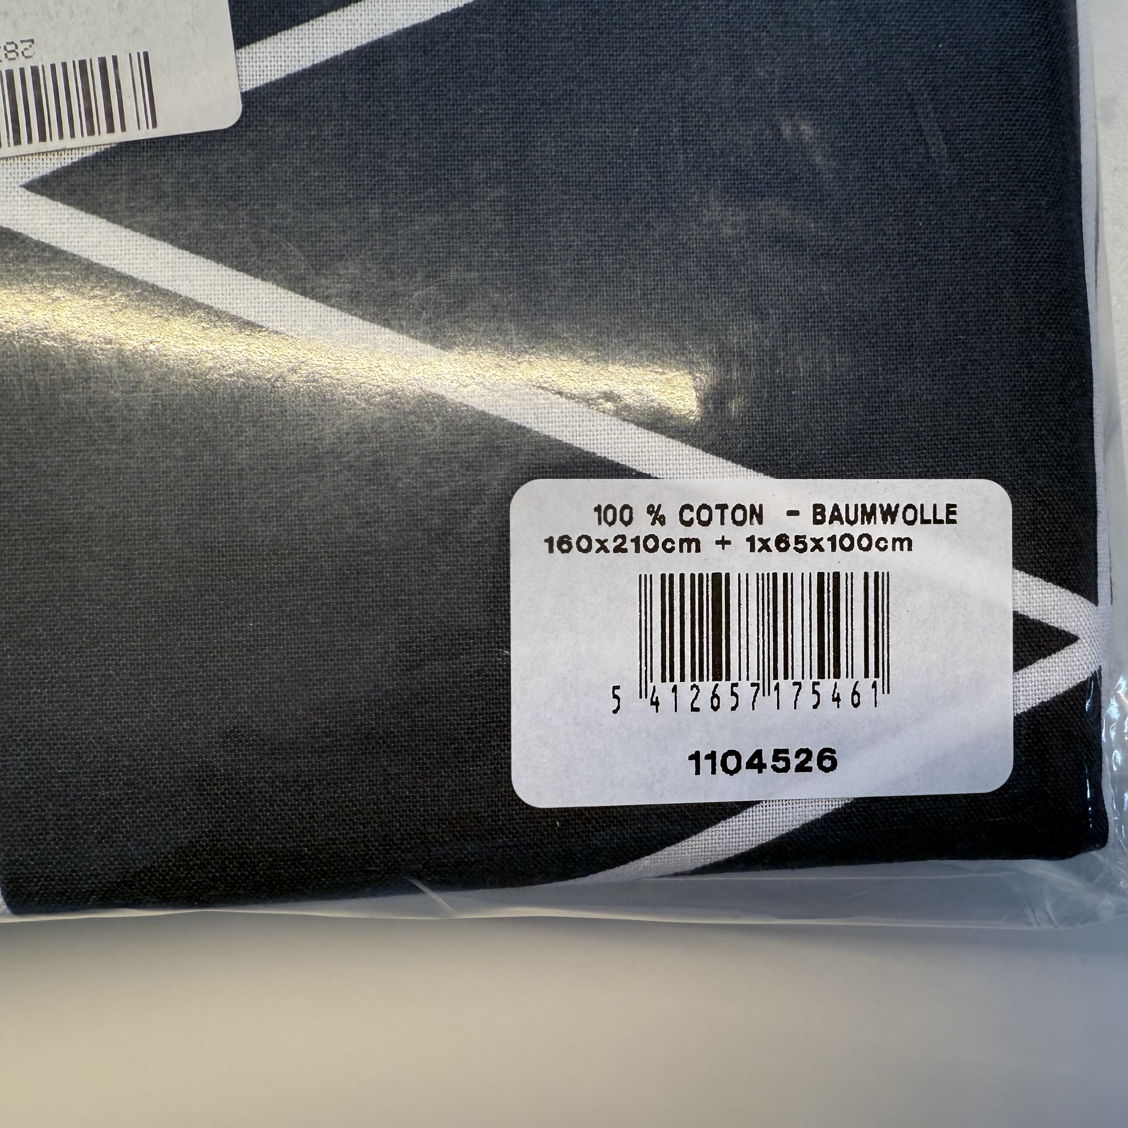 100 % COTON - BAUMWOLLE
160x210cm + 1x65x100cm
5 412657 175461
1104526